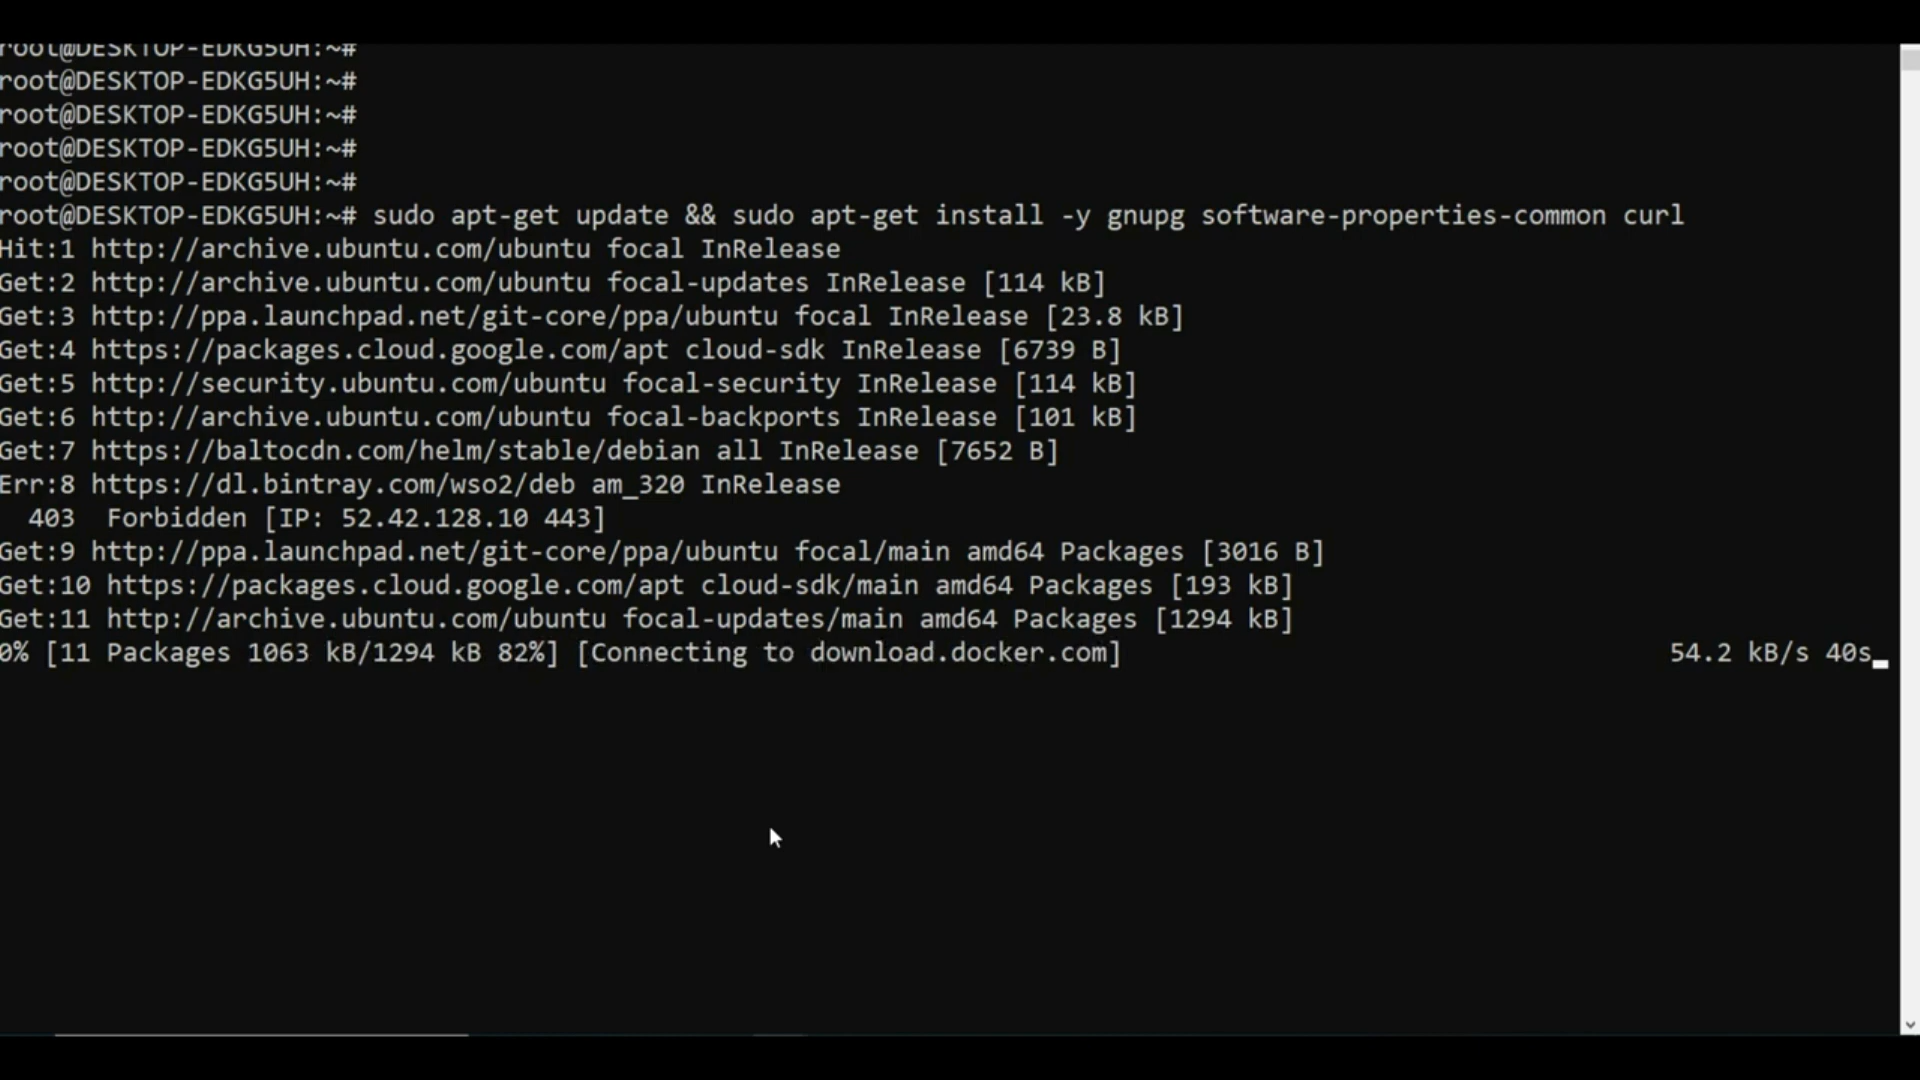 root@DESKTOP-EDKG5UH:~#
root@DESKTOP-EDKG5UH:~#
root@DESKTOP-EDKG5UH:~#
root@DESKTOP-EDKG5UH:~#
root@DESKTOP-EDKG5UH:~#
root@DESKTOP-EDKG5UH:~# sudo apt-get update && sudo apt-get install -y gnupg software-properties-common curl
Hit:1 http://archive.ubuntu.com/ubuntu focal InRelease
Get:2 http://archive.ubuntu.com/ubuntu focal-updates InRelease [114 kB]
Get:3 http://ppa.launchpad.net/git-core/ppa/ubuntu focal InRelease [23.8 kB]
Get:4 https://packages.cloud.google.com/apt cloud-sdk InRelease [6739 B]
Get:5 http://security.ubuntu.com/ubuntu focal-security InRelease [114 kB]
Get:6 http://archive.ubuntu.com/ubuntu focal-backports InRelease [101 kB]
Get:7 https://baltocdn.com/helm/stable/debian all InRelease [7652 B]
Err:8 https://dl.bintray.com/wso2/deb am_320 InRelease
  403  Forbidden [IP: 52.42.128.10 443]
Get:9 http://ppa.launchpad.net/git-core/ppa/ubuntu focal/main amd64 Packages [3016 B]
Get:10 https://packages.cloud.google.com/apt cloud-sdk/main amd64 Packages [193 kB]
Get:11 http://archive.ubuntu.com/ubuntu focal-updates/main amd64 Packages [1294 kB]
0% [11 Packages 1063 kB/1294 kB 82%] [Connecting to download.docker.com] 54.2 kB/s 40s